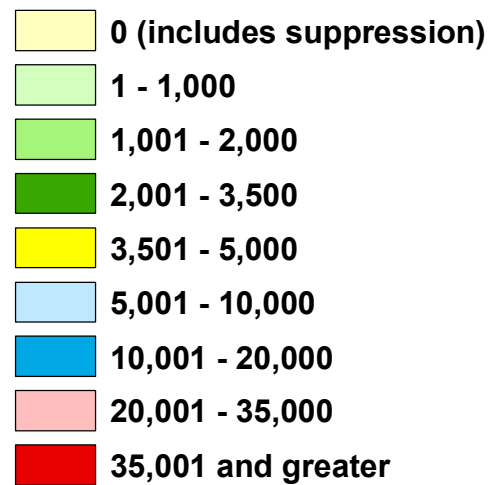 0 (includes suppression)
1 - 1,000
1,001 - 2,000
2,001 - 3,500
3,501 - 5,000
5,001 - 10,000
10,001 - 20,000
20,001 - 35,000
35,001 and greater